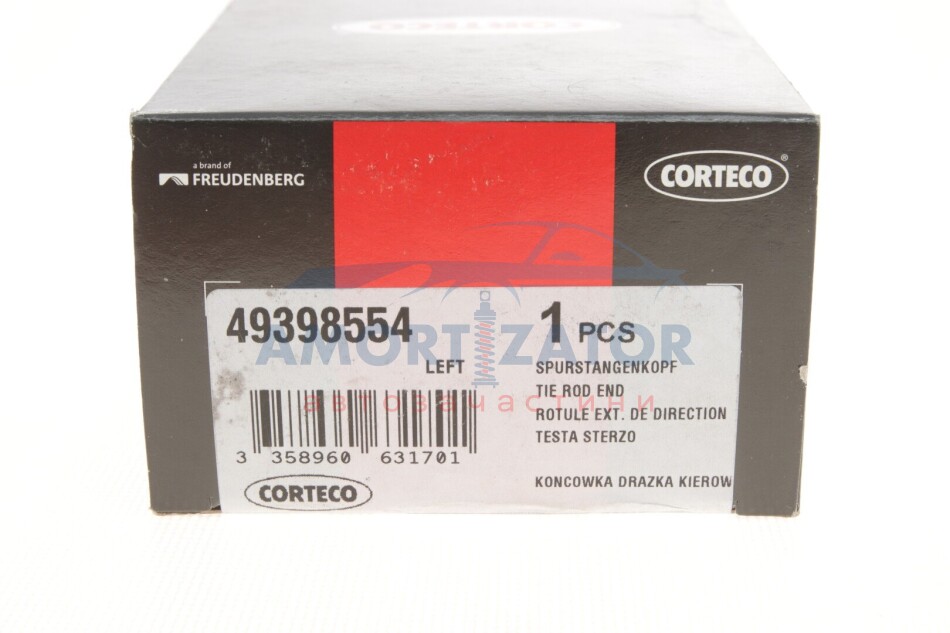 CORTECO
a brand of
FREUDENBERG
CORTECO®
49398554
1 PCS
LEFT
SPURSTANGENKOPF
TIE ROD END
ROTULE EXT. DE DIRECTION
TESTA STERZO
KONCOWKA DRAZKA KIEROW
3 358960 631701
CORTECO
AMORTIZATOR
автозапчастини